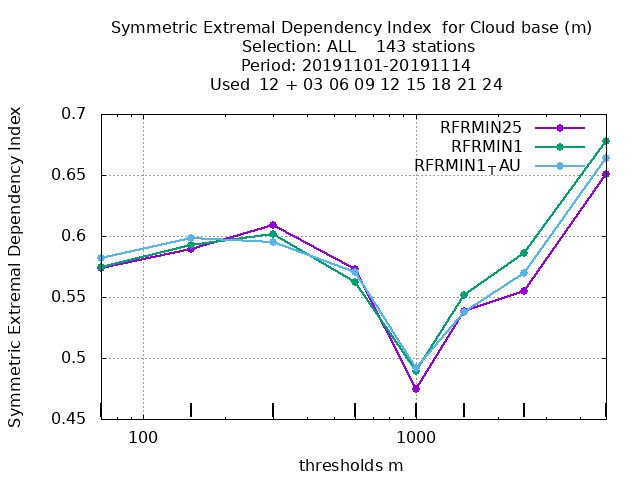 Symmetric Extremal Dependency Index  for Cloud base (m)
Selection: ALL    143 stations
Period: 20191101-20191114
Used  12 + 03 06 09 12 15 18 21 24
Symmetric Extremal Dependency Index
0.7
0.65
0.6
0.55
0.5
0.45
RFRMIN25
RFRMIN1
RFRMIN1TAU
100
1000
thresholds m